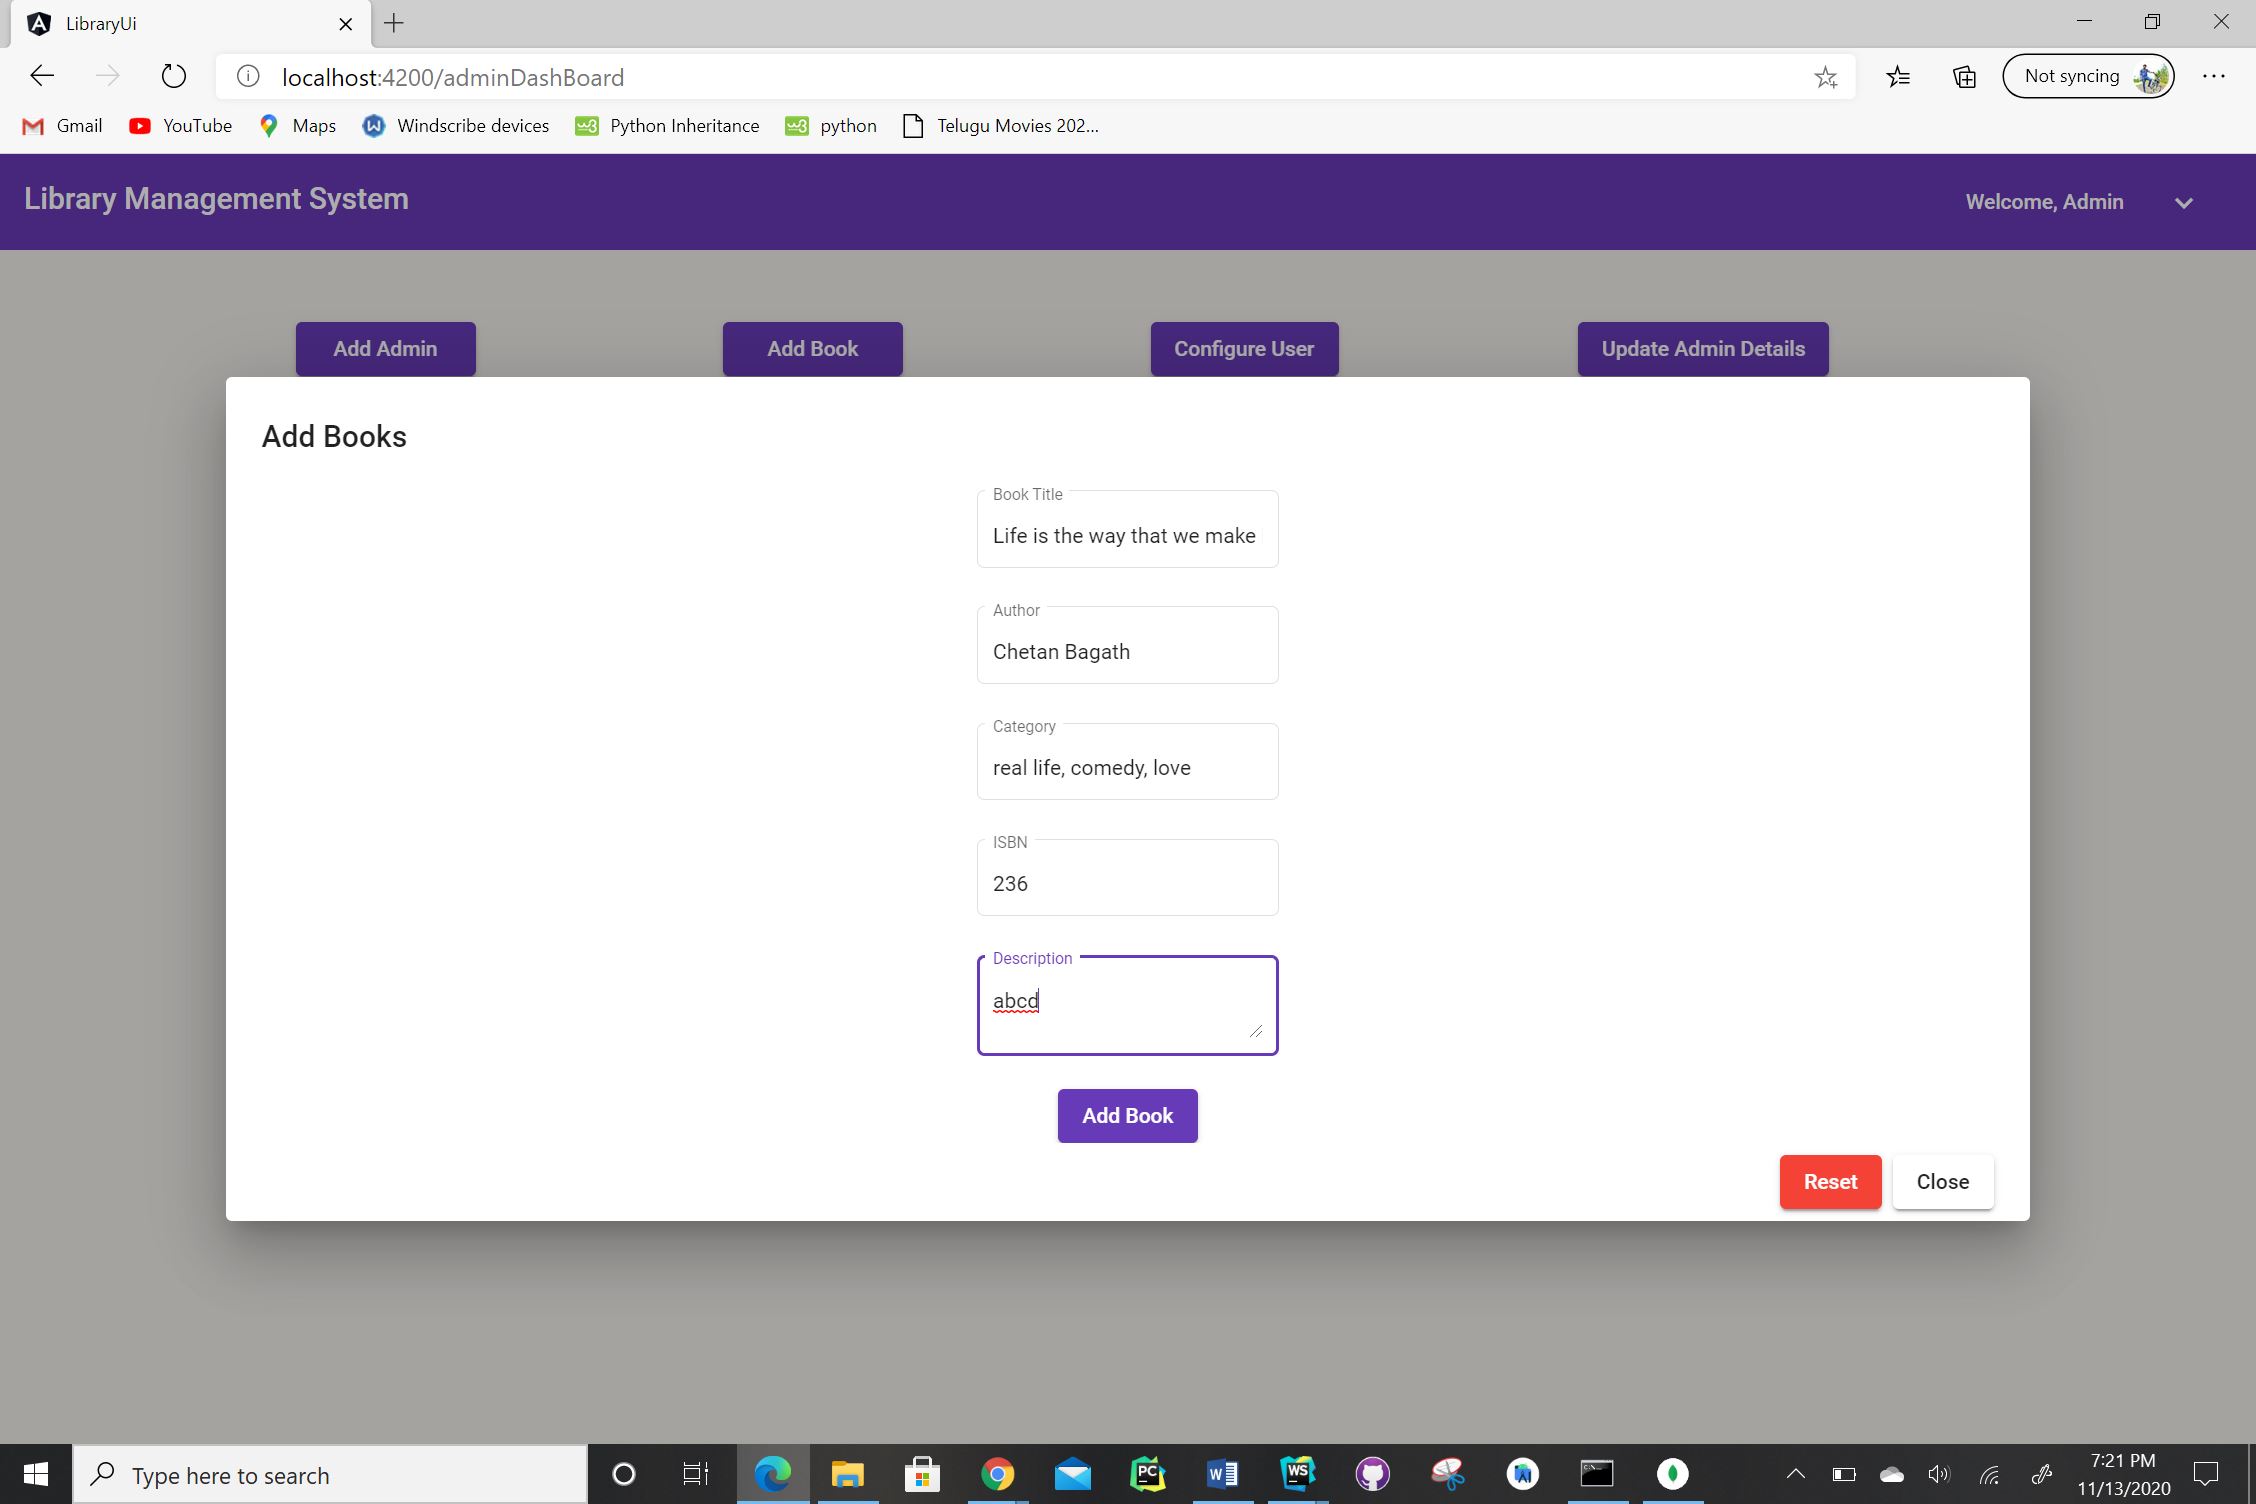 LibraryUi
localhost:4200/adminDashBoard
Not syncing
Gmail YouTube Maps Windscribe devices Python Inheritance python Telugu Movies 202...
Library Management System
Welcome, Admin
Add Admin Add Book Configure User Update Admin Details
Add Books
Book Title
Life is the way that we make
Author
Chetan Bagath
Category
real life, comedy, love
ISBN
236
Description
abcd
Add Book
Reset Close
Type here to search
PC
W
WS
7:21 PM
11/13/2020